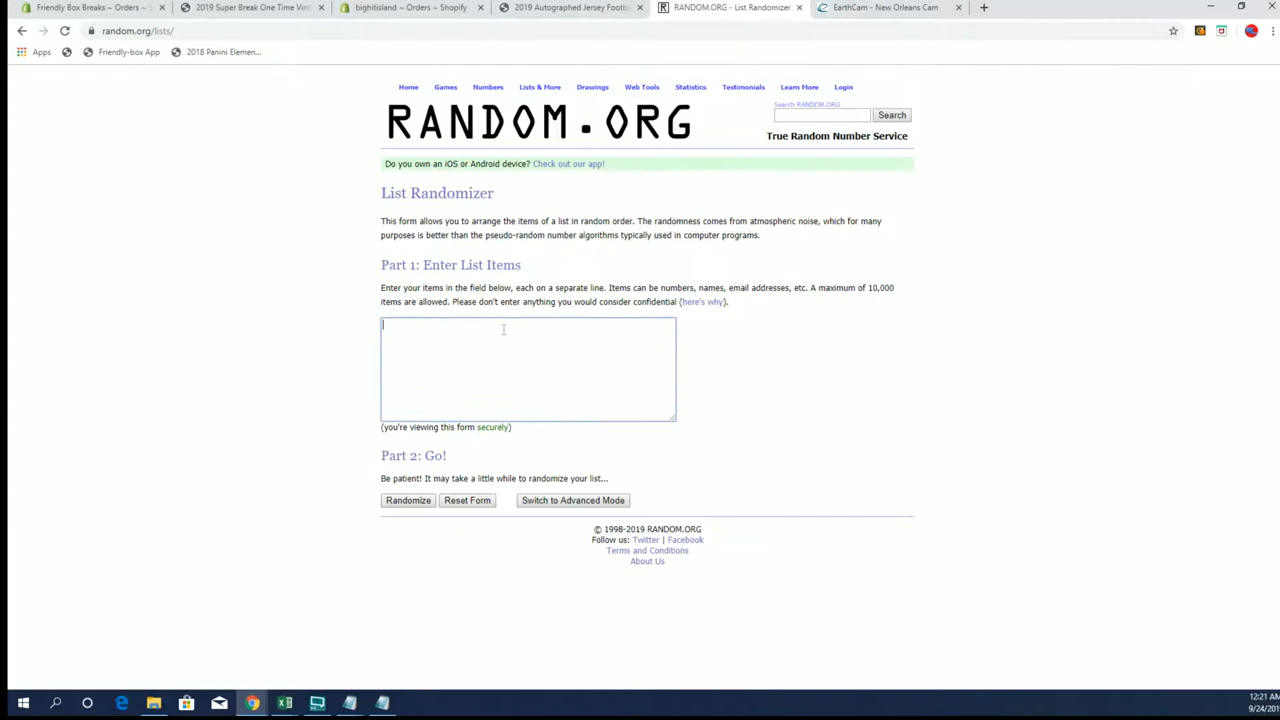 Friendly Box Breaks ~ Orders ~ S
2019 Super Break One Time Vint
bighitisland ~ Orders ~ Shopify
2019 Autographed Jersey Footb
RANDOM.ORG - List Randomizer
EarthCam - New Orleans Cam
random.org/lists/
Apps
Friendly-box App
2018 Panini Elemen...
Home Games Numbers Lists & More Drawings Web Tools Statistics Testimonials Learn More Login
RANDOM.ORG
Search RANDOM.ORG
Search
True Random Number Service
Do you own an iOS or Android device? Check out our app!
List Randomizer
This form allows you to arrange the items of a list in random order. The randomness comes from atmospheric noise, which for many
purposes is better than the pseudo-random number algorithms typically used in computer programs.
Part 1: Enter List Items
Enter your items in the field below, each on a separate line. Items can be numbers, names, email addresses, etc. A maximum of 10,000
items are allowed. Please don't enter anything you would consider confidential (here's why).
(you're viewing this form securely)
Part 2: Go!
Be patient! It may take a little while to randomize your list...
Randomize Reset Form Switch to Advanced Mode
© 1998-2019 RANDOM.ORG
Follow us: Twitter | Facebook
Terms and Conditions
About Us
12:21 AM
9/24/201